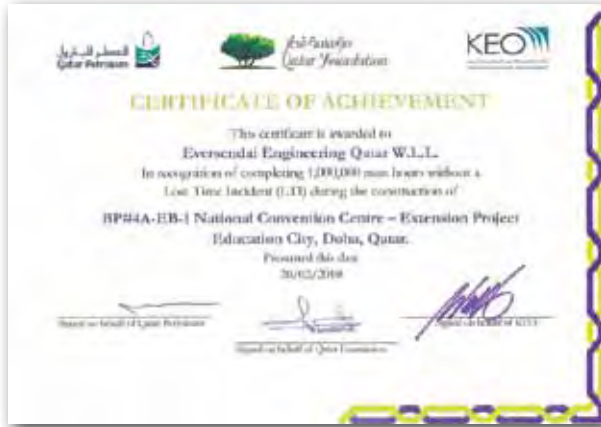 قطر للبترول
Qatar Petroleum
مؤسسة قطر
Qatar Foundation
KEO
CERTIFICATE OF ACHIEVEMENT
This certificate is awarded to
Eversendai Engineering Qatar W.L.L.
In recognition of completing 1,000,000 man hours without a
Lost Time Incident (LTI) during the construction of
BP#4A-EB-1 National Convention Centre – Extension Project
Education City, Doha, Qatar.
Presented this date
Signed on behalf of Qatar Petroleum
Signed on behalf of Qatar Foundation
Signed on behalf of